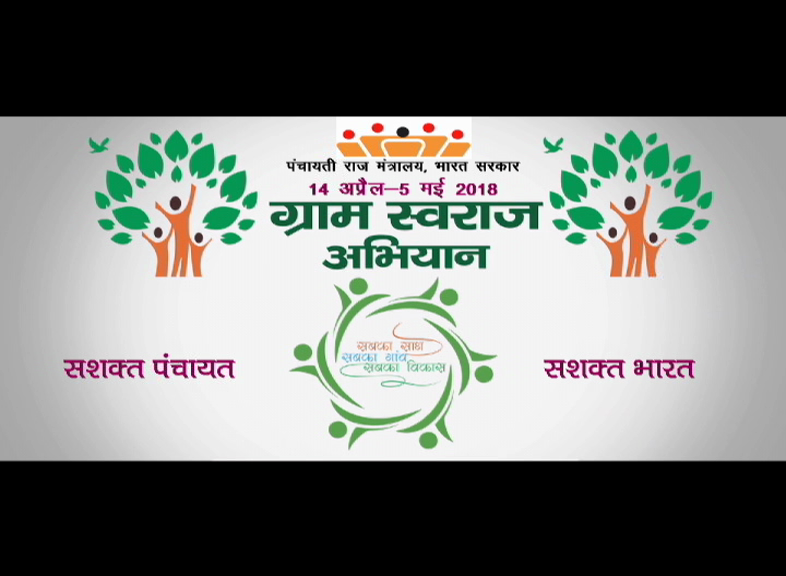 पंचायती राज मंत्रालय, भारत सरकार
14 अप्रैल–5 मई 2018
ग्राम स्वराज
अभियान
सबका साथ
सबका गांव
सबका विकास
सशक्त पंचायत
सशक्त भारत